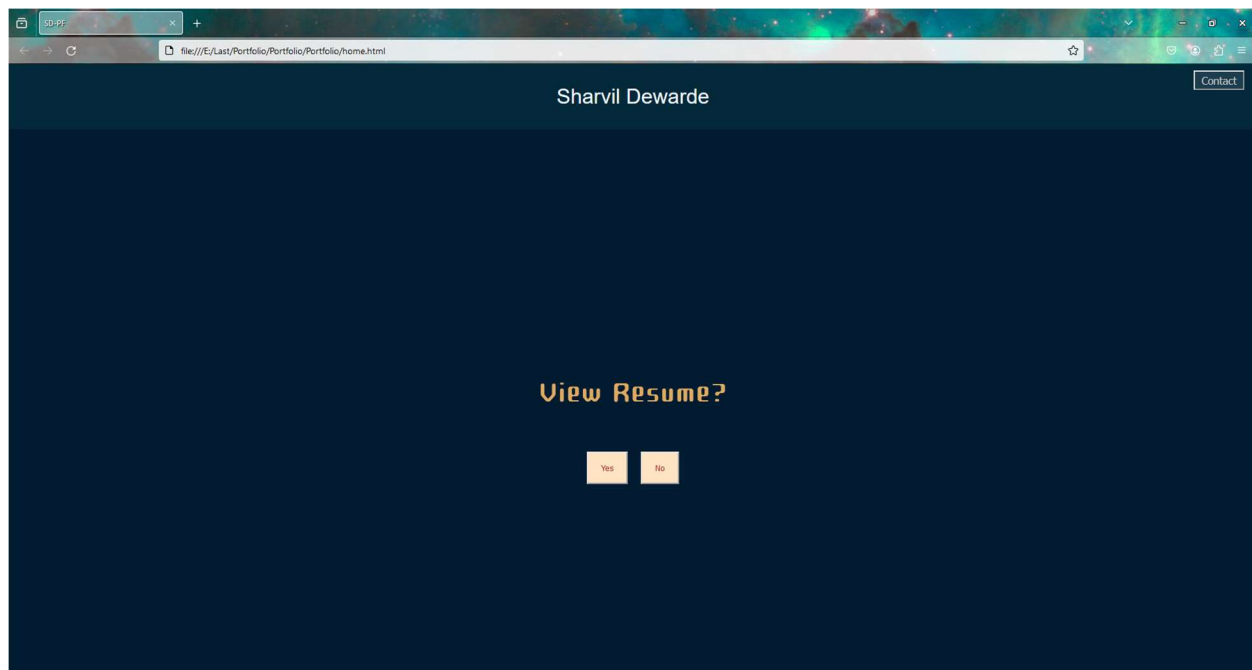 SD-PF
file:///E:/Last/Portfolio/Portfolio/Portfolio/home.html
Contact
Sharvil Dewarde
View Resume?
Yes No